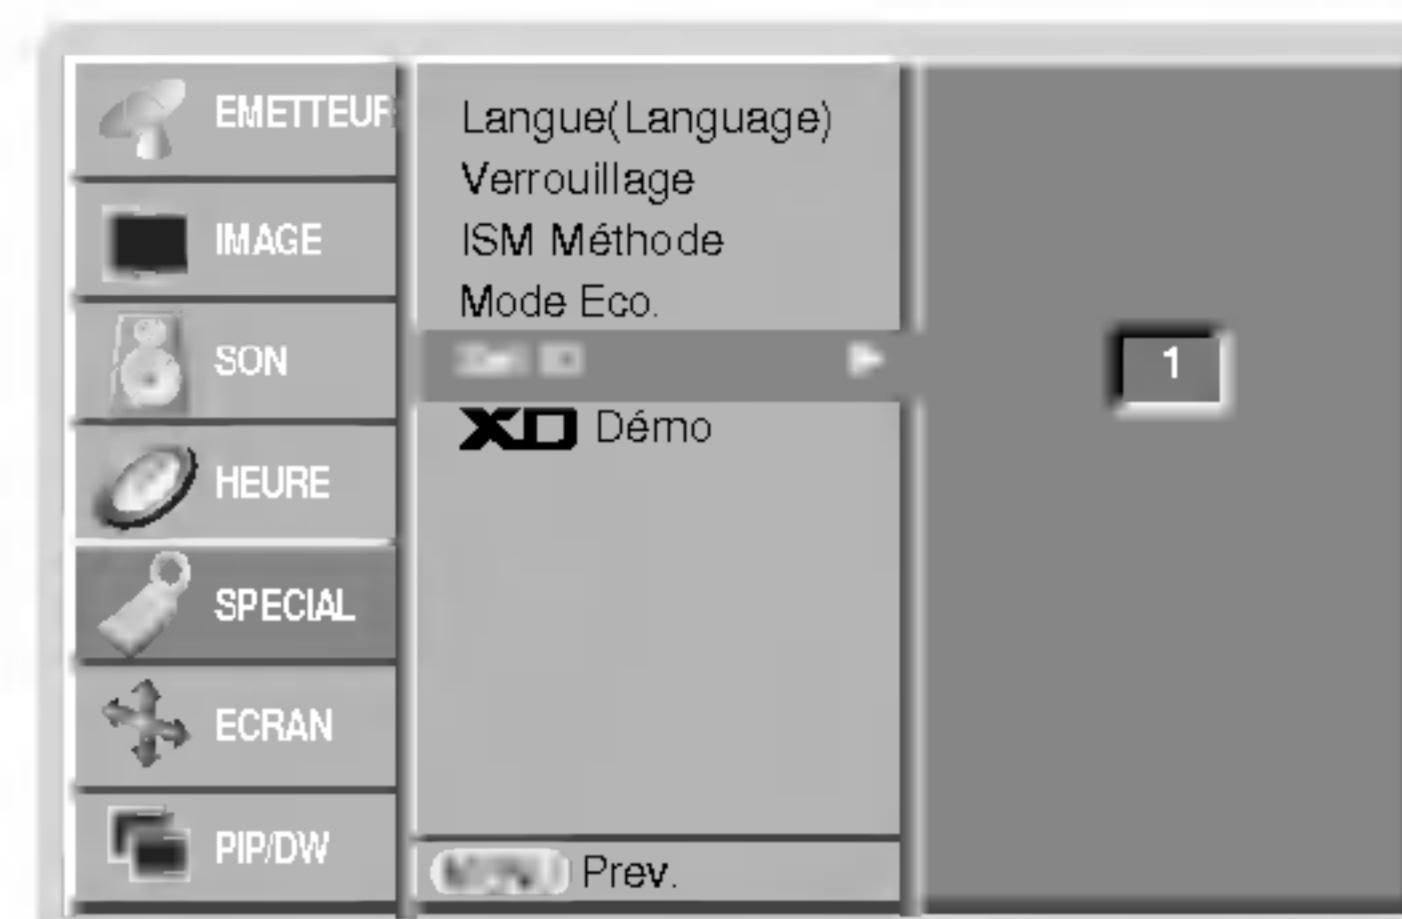 EMETTEUR
IMAGE
SON
HEURE
SPECIAL
ECRAN
PIP/DW
Langue(Language)
Verrouillage
ISM Méthode
Mode Eco.
XD Démo
Prev.
1